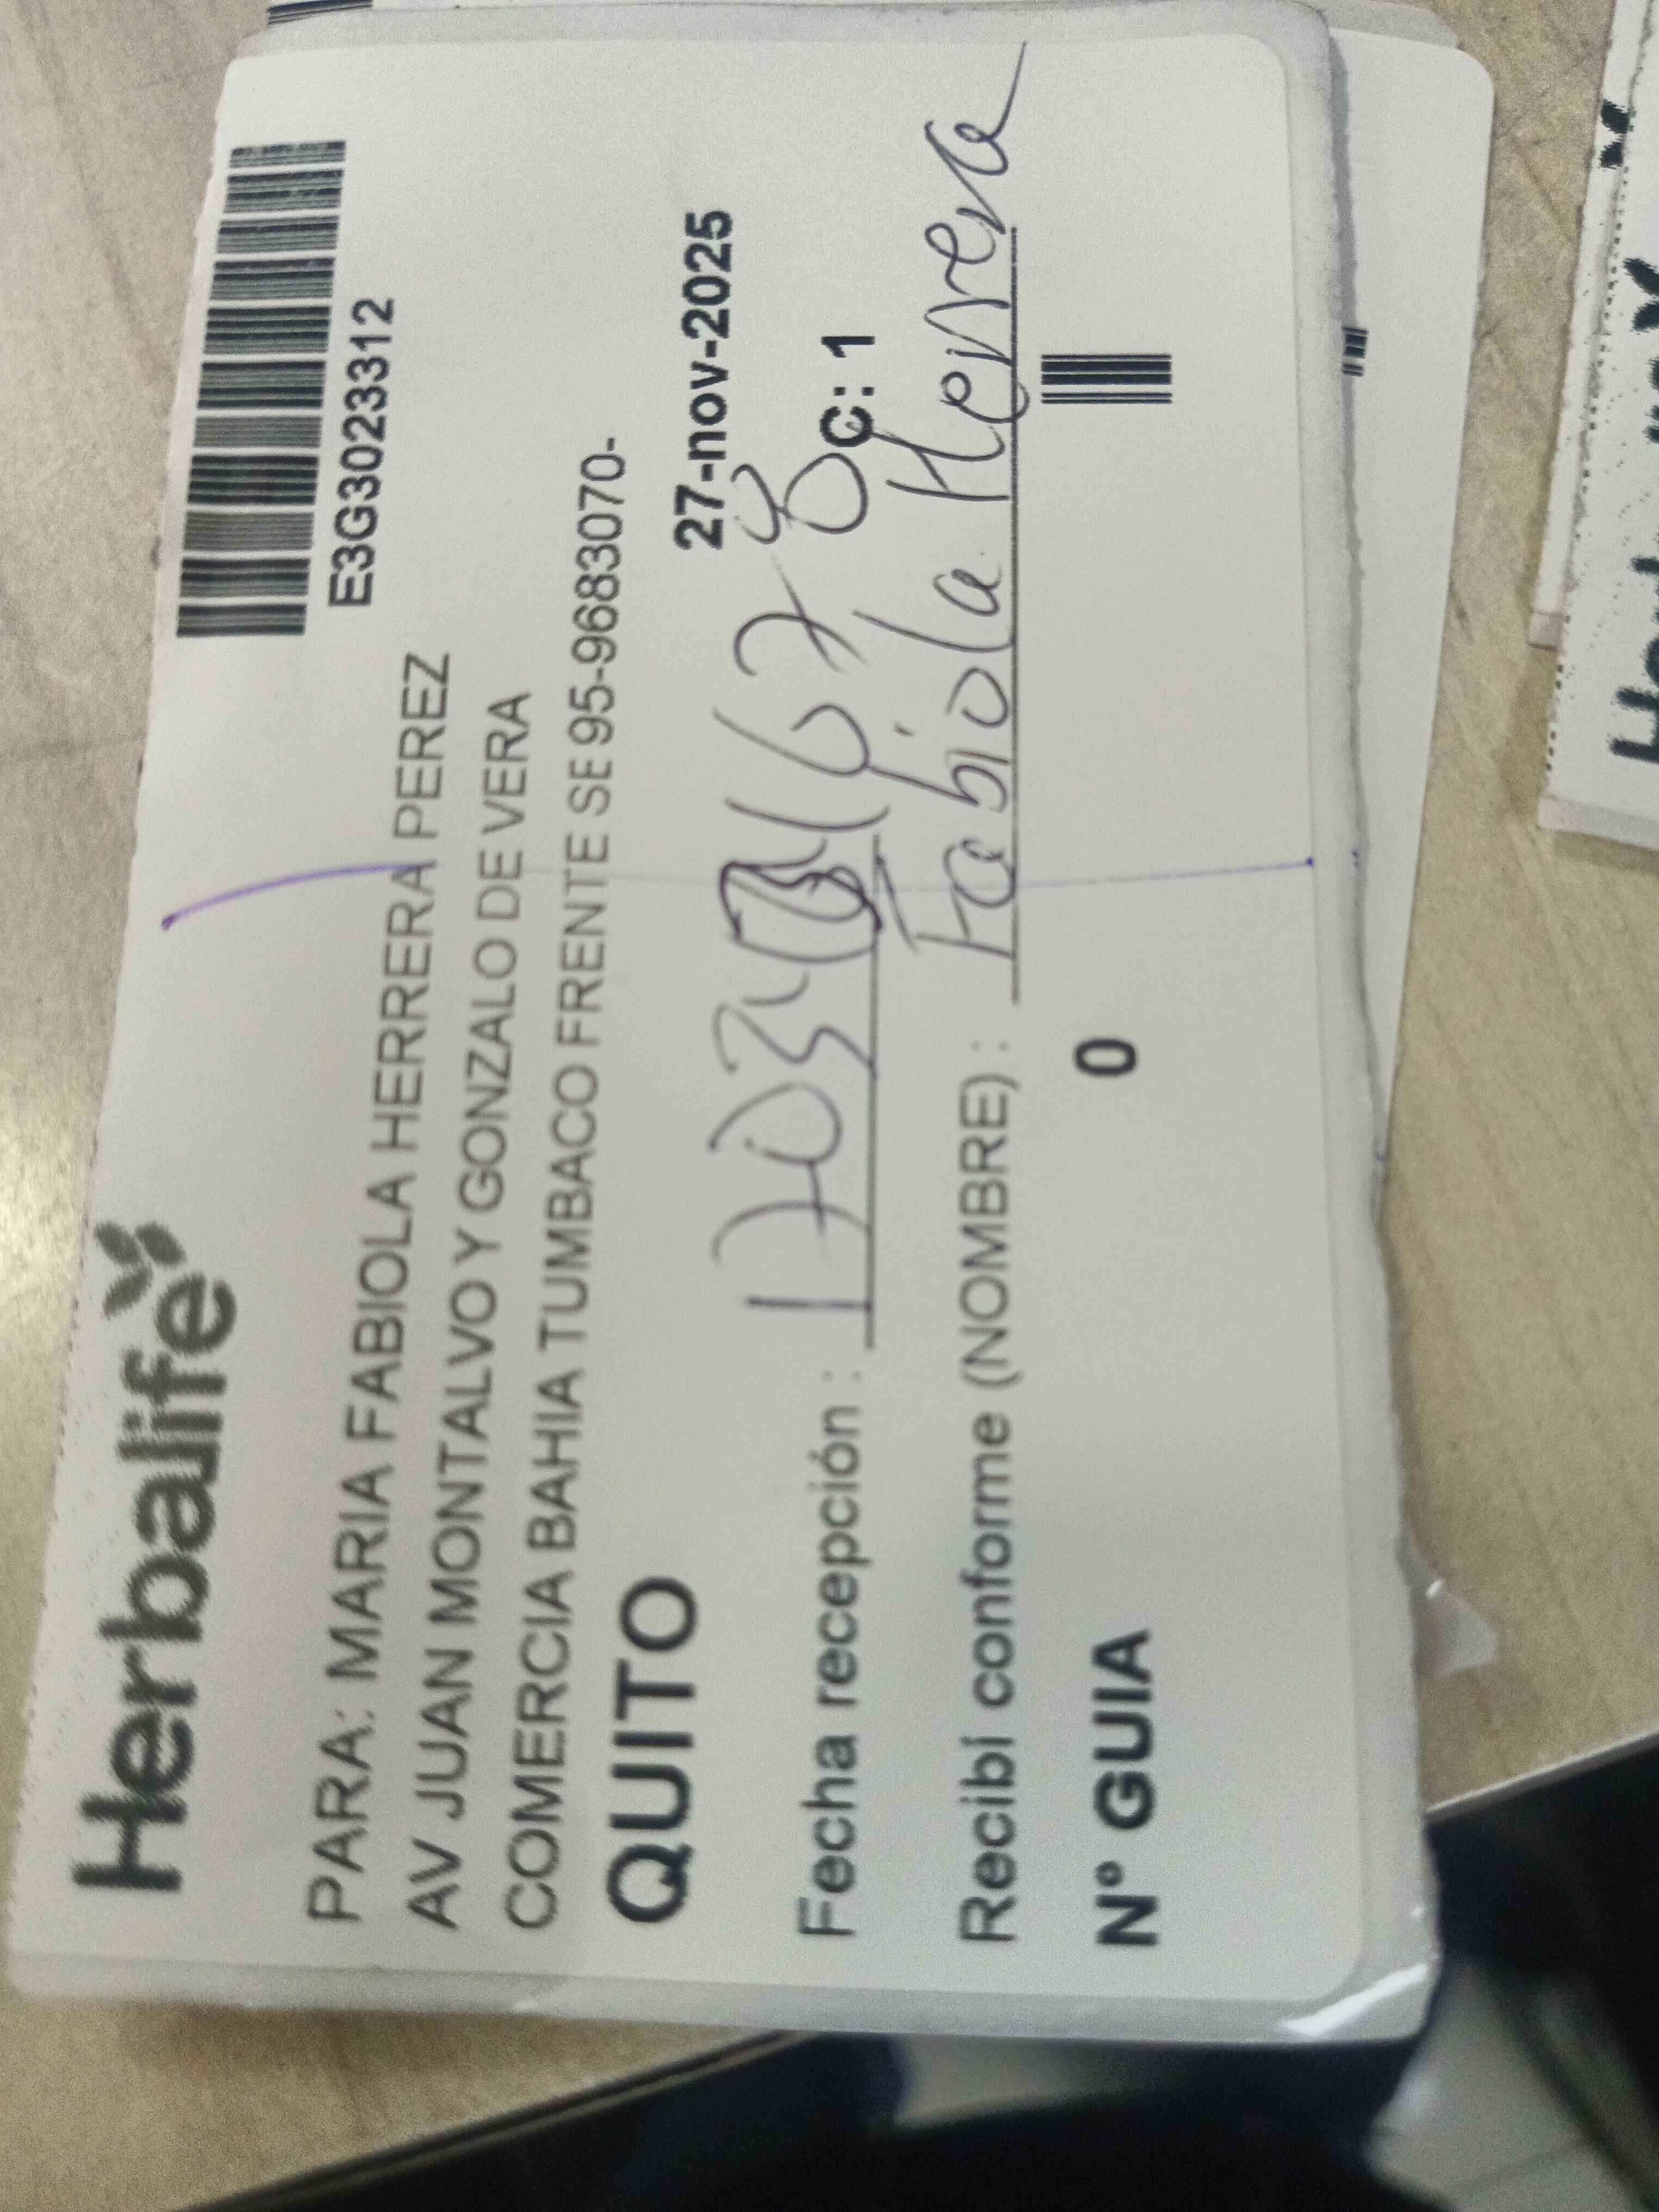 Herbalife
E3G3023312
PARA: MARIA FABIOLA HERRERA PEREZ
AV JUAN MONTALVO Y GONZALO DE VERA
COMERCIA BAHIA TUMBACO FRENTE SE 95-9683070-
QUITO
27-nov-2025
Fecha recepción :
C: 1
Recibí conforme (NOMBRE) : Fabiola Herrera
N° GUIA 0